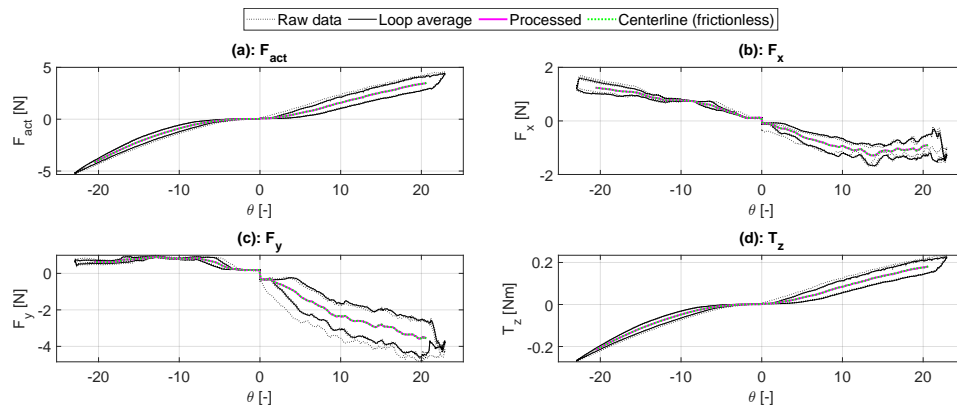 Raw data Loop average Processed Centerline (frictionless)
(a): F_act
F_act [N]
5
0
-5
-20 -10 0 10 20
θ [-]
(b): F_x
F_x [N]
2
0
-2
-20 -10 0 10 20
θ [-]
(c): F_y
F_y [N]
0
-2
-4
-20 -10 0 10 20
θ [-]
(d): T_z
T_z [Nm]
0.2
0
-0.2
-20 -10 0 10 20
θ [-]